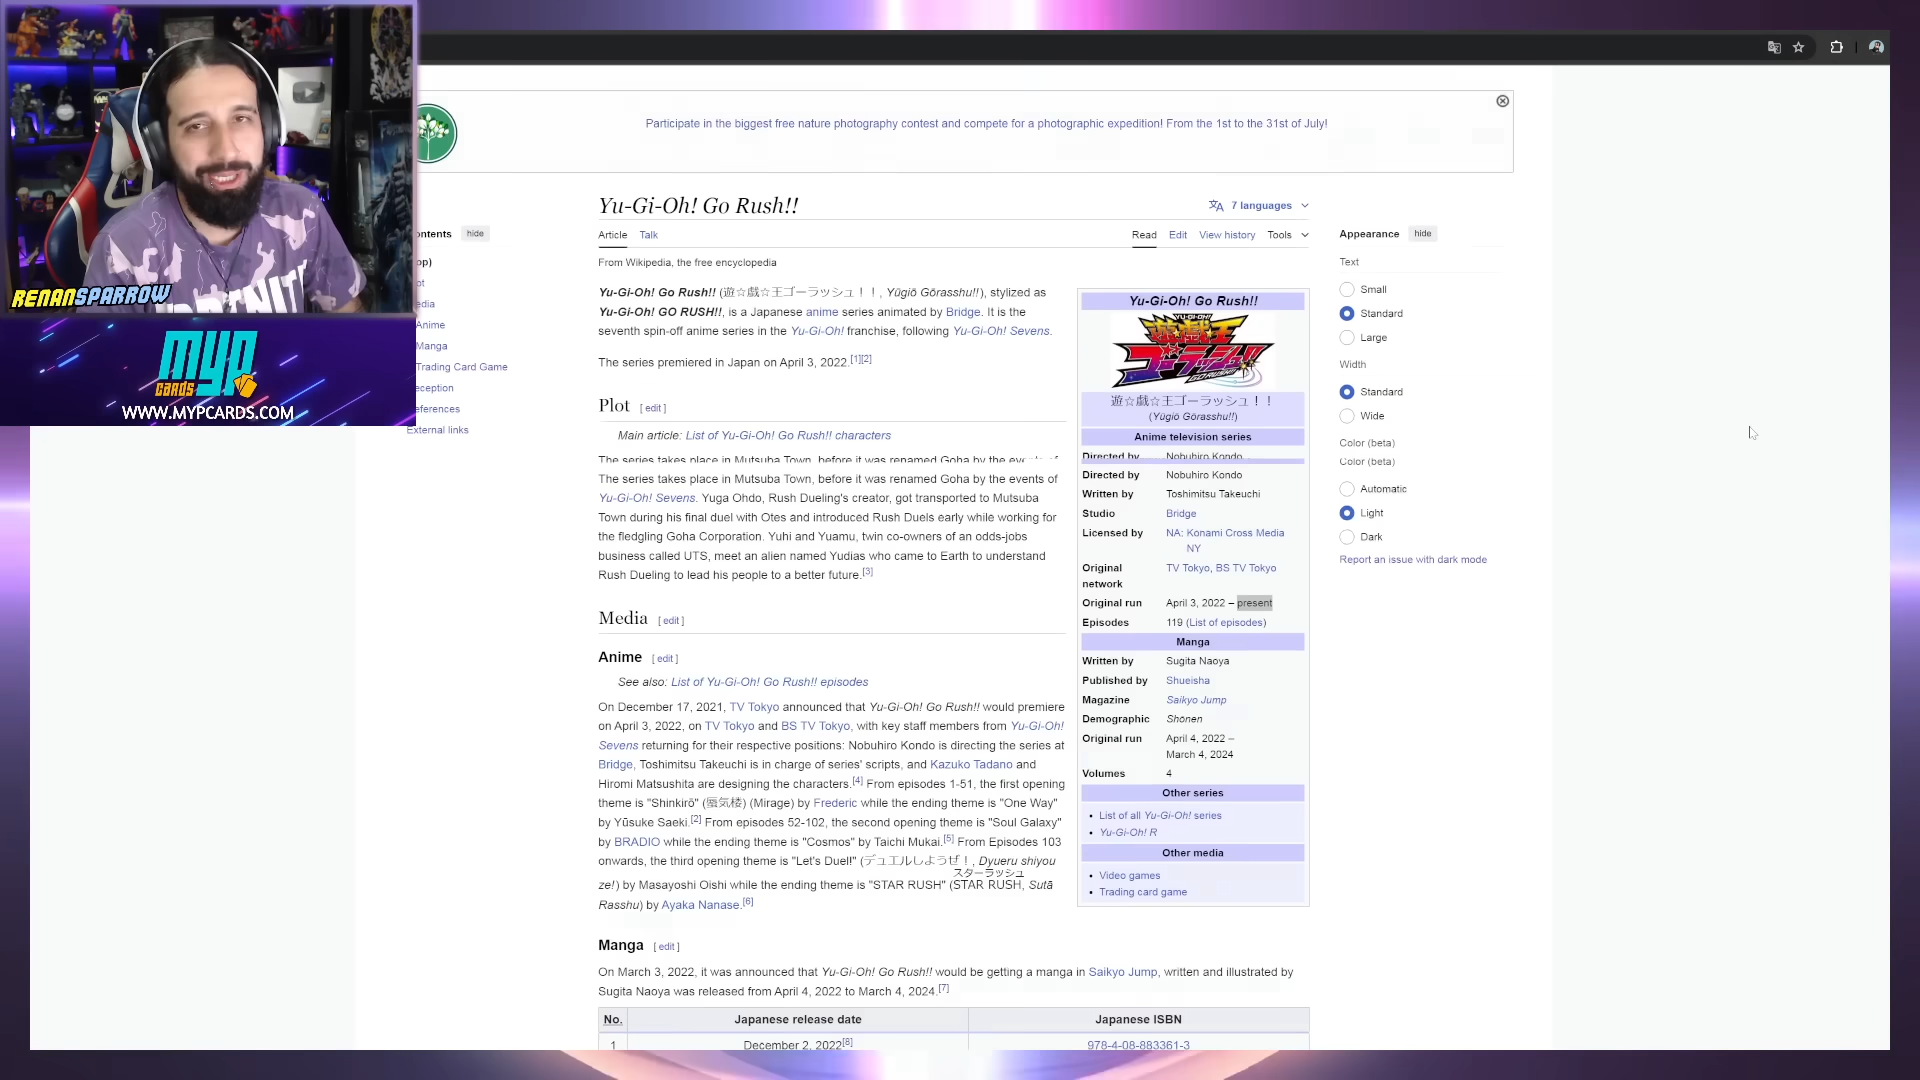 Participate in the biggest free nature photography contest and compete for a photographic expedition! From the 1st to the 31st of July!
RENANSPARROW
MYP
CARDS
WWW.MYPCARDS.COM
hide
Trading Card Game
Anime
Manga
External links
Yu-Gi-Oh! Go Rush!!
7 languages
Article Talk
Read Edit View history Tools
From Wikipedia, the free encyclopedia
Yu-Gi-Oh! Go Rush!! (遊☆戯☆王ゴーラッシュ！！, Yūgiō Gōrasshu!!), stylized as
Yu-Gi-Oh! GO RUSH!!, is a Japanese anime series animated by Bridge. It is the
seventh spin-off anime series in the Yu-Gi-Oh! franchise, following Yu-Gi-Oh! Sevens.
The series premiered in Japan on April 3, 2022.[1][2]
Plot [ edit ]
Main article: List of Yu-Gi-Oh! Go Rush!! characters
The series takes place in Mutsuba Town, before it was renamed Goha by the events of
The series takes place in Mutsuba Town, before it was renamed Goha by the events of
Yu-Gi-Oh! Sevens. Yuga Ohdo, Rush Dueling's creator, got transported to Mutsuba
Town during his final duel with Otes and introduced Rush Duels early while working for
the fledgling Goha Corporation. Yuhi and Yuamu, twin co-owners of an odds-jobs
business called UTS, meet an alien named Yudias who came to Earth to understand
Rush Dueling to lead his people to a better future.[3]
Media [ edit ]
Anime [ edit ]
See also: List of Yu-Gi-Oh! Go Rush!! episodes
On December 17, 2021, TV Tokyo announced that Yu-Gi-Oh! Go Rush!! would premiere
on April 3, 2022, on TV Tokyo and BS TV Tokyo, with key staff members from Yu-Gi-Oh!
Sevens returning for their respective positions: Nobuhiro Kondo is directing the series at
Bridge, Toshimitsu Takeuchi is in charge of series' scripts, and Kazuko Tadano and
Hiromi Matsushita are designing the characters.[4] From episodes 1-51, the first opening
theme is "Shinkirō" (蜃気楼) (Mirage) by Frederic while the ending theme is "One Way"
by Yūsuke Saeki.[2] From episodes 52-102, the second opening theme is "Soul Galaxy"
by BRADIO while the ending theme is "Cosmos" by Taichi Mukai.[5] From Episodes 103
onwards, the third opening theme is "Let's Duel!" (デュエルしようぜ！, Dyueru shiyou
スターラッシュ
ze!) by Masayoshi Oishi while the ending theme is "STAR RUSH" (STAR RUSH, Sutā
Rasshu) by Ayaka Nanase.[6]
Manga [ edit ]
On March 3, 2022, it was announced that Yu-Gi-Oh! Go Rush!! would be getting a manga in Saikyo Jump, written and illustrated by
Sugita Naoya was released from April 4, 2022 to March 4, 2024.[7]
No. Japanese release date Japanese ISBN
1 December 2, 2022[8] 978-4-08-883361-3
Yu-Gi-Oh! Go Rush!!
YU-GI-OH!
遊戯王
ゴーラッシュ!!
GO RUSH!!
遊☆戯☆王ゴーラッシュ！！
(Yūgiō Gōrasshu!!)
Anime television series
Directed by Nobuhiro Kondo
Directed by Nobuhiro Kondo
Written by Toshimitsu Takeuchi
Studio Bridge
Licensed by NA: Konami Cross Media
NY
Original TV Tokyo, BS TV Tokyo
network
Original run April 3, 2022 – present
Episodes 119 (List of episodes)
Manga
Written by Sugita Naoya
Published by Shueisha
Magazine Saikyo Jump
Demographic Shōnen
Original run April 4, 2022 –
March 4, 2024
Volumes 4
Other series
• List of all Yu-Gi-Oh! series
• Yu-Gi-Oh! R
Other media
• Video games
• Trading card game
Appearance hide
Text
Small
Standard
Large
Width
Standard
Wide
Color (beta)
Color (beta)
Automatic
Light
Dark
Report an issue with dark mode